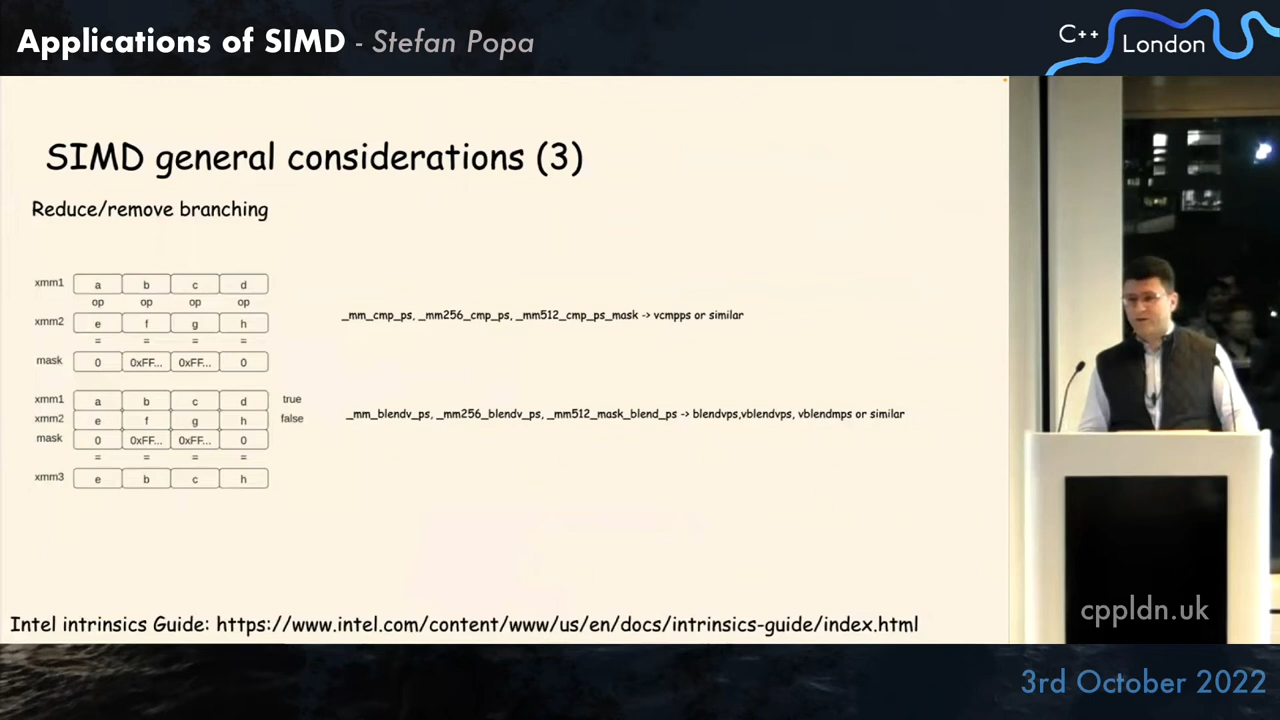 Applications of SIMD - Stefan Popa
C++
London
SIMD general considerations (3)
Reduce/remove branching
xmm1 a b c d
op op op op
xmm2 e f g h
= = = =
mask 0 0xFF... 0xFF... 0
_mm_cmp_ps, _mm256_cmp_ps, _mm512_cmp_ps_mask -> vcmpps or similar
xmm1 a b c d true
xmm2 e f g h false
mask 0 0xFF... 0xFF... 0
= = = =
xmm3 e b c h
_mm_blendv_ps, _mm256_blendv_ps, _mm512_mask_blend_ps -> blendvps,vblendvps, vblendmps or similar
Intel intrinsics Guide: https://www.intel.com/content/www/us/en/docs/intrinsics-guide/index.html
cppldn.uk
3rd October 2022